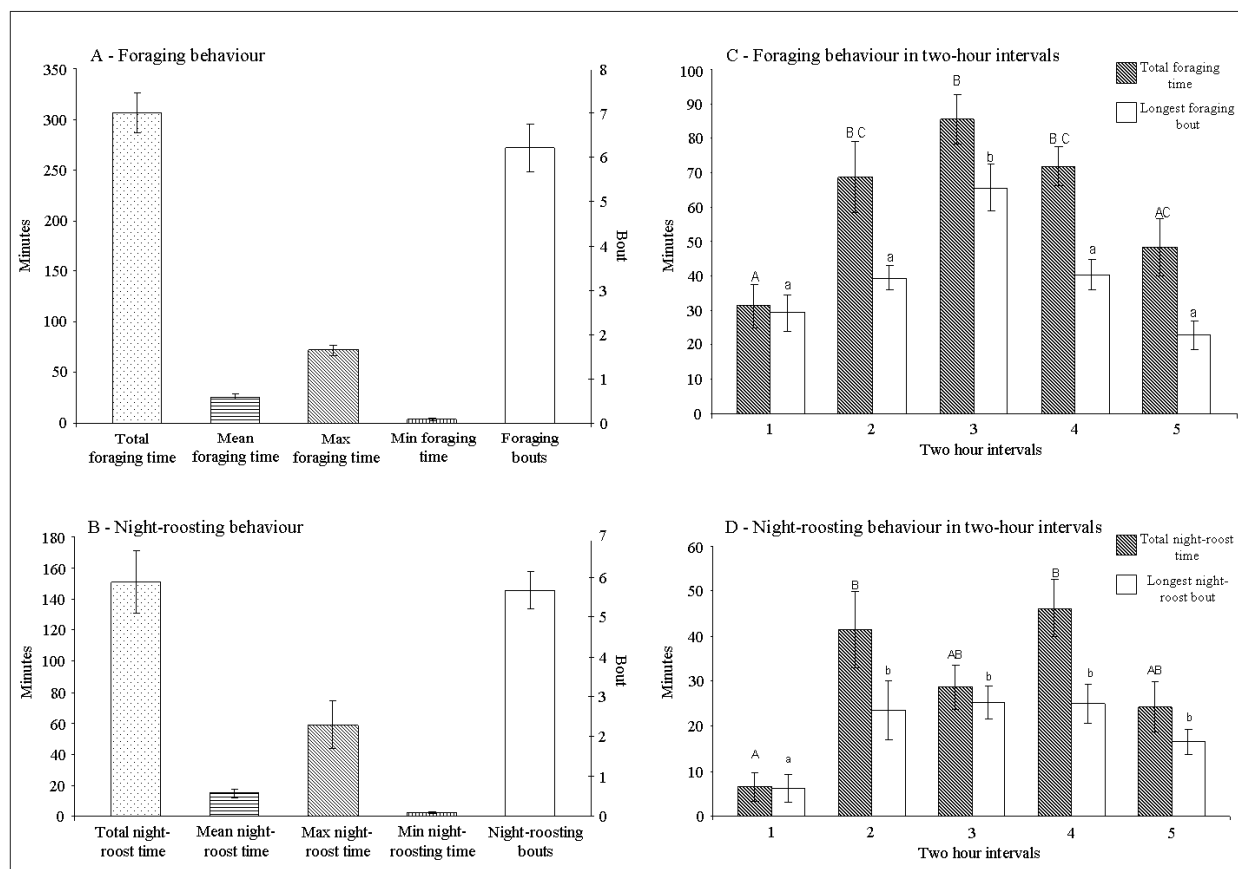 A - Foraging behaviour
350
300
250
200
150
100
50
0
Minutes
8
7
6
5
4
3
2
1
0
Bout
Total foraging time
Mean foraging time
Max foraging time
Min foraging time
Foraging bouts
C - Foraging behaviour in two-hour intervals
Total foraging time
Longest foraging bout
100
90
80
70
60
50
40
30
20
10
0
Minutes
A
a
B C
a
B
b
B C
a
AC
a
1
2
3
4
5
Two hour intervals
B - Night-roosting behaviour
180
160
140
120
100
80
60
40
20
0
Minutes
7
6
5
4
3
2
1
0
Bout
Total night-roost time
Mean night-roost time
Max night-roost time
Min night-roosting time
Night-roosting bouts
D - Night-roosting behaviour in two-hour intervals
Total night-roost time
Longest night-roost bout
60
50
40
30
20
10
0
Minutes
A
a
B
b
AB
b
B
b
AB
b
1
2
3
4
5
Two hour intervals